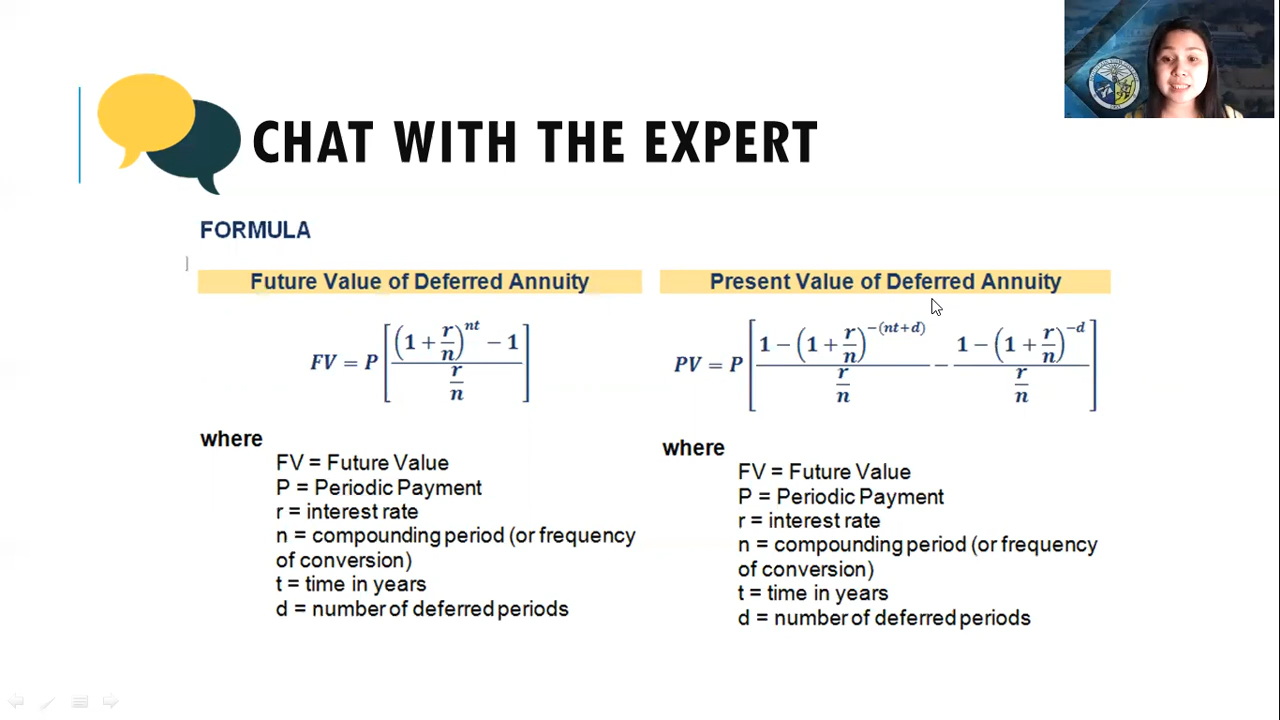 CHAT WITH THE EXPERT
FORMULA
Future Value of Deferred Annuity
FV = P [ ((1 + r/n)^{nt} − 1) / (r/n) ]
where
FV = Future Value
P = Periodic Payment
r = interest rate
n = compounding period (or frequency
of conversion)
t = time in years
d = number of deferred periods
Present Value of Deferred Annuity
PV = P [ (1 − (1 + r/n)^{−(nt+d)}) / (r/n) − (1 − (1 + r/n)^{−d}) / (r/n) ]
where
FV = Future Value
P = Periodic Payment
r = interest rate
n = compounding period (or frequency
of conversion)
t = time in years
d = number of deferred periods